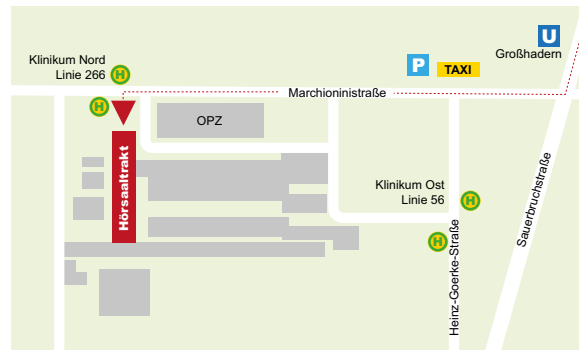 U
Großhadern
Klinikum Nord
Linie 266
H
P
TAXI
Marchioninistraße
H
OPZ
Hörsaaltrakt
Klinikum Ost
Linie 56
H
H
Heinz-Goerke-Straße
Sauerbruchstraße